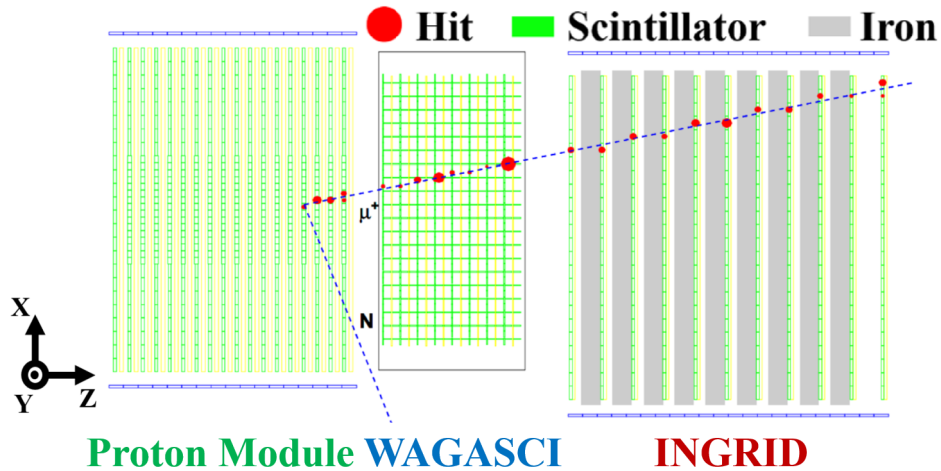 Hit Scintillator Iron
μ+
N
X
Y Z
Proton Module WAGASCI INGRID